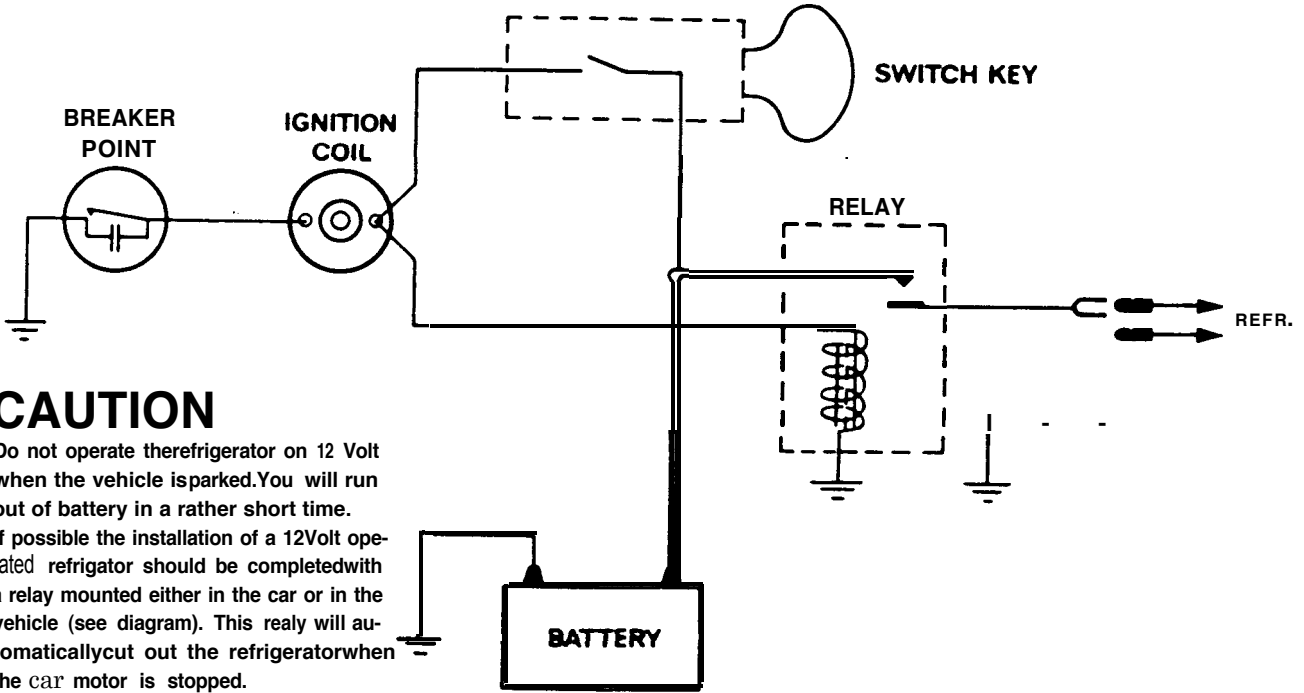 SWITCH KEY
BREAKER
POINT
IGNITION
COIL
RELAY
REFR.
CAUTION
Do not operate therefrigerator on 12 Volt
when the vehicle isparked.You will run
out of battery in a rather short time.
If possible the installation of a 12Volt ope-
rated refrigator should be completedwith
a relay mounted either in the car or in the
vehicle (see diagram). This realy will au-
tomaticallycut out the refrigeratorwhen
the car motor is stopped.
BATTERY